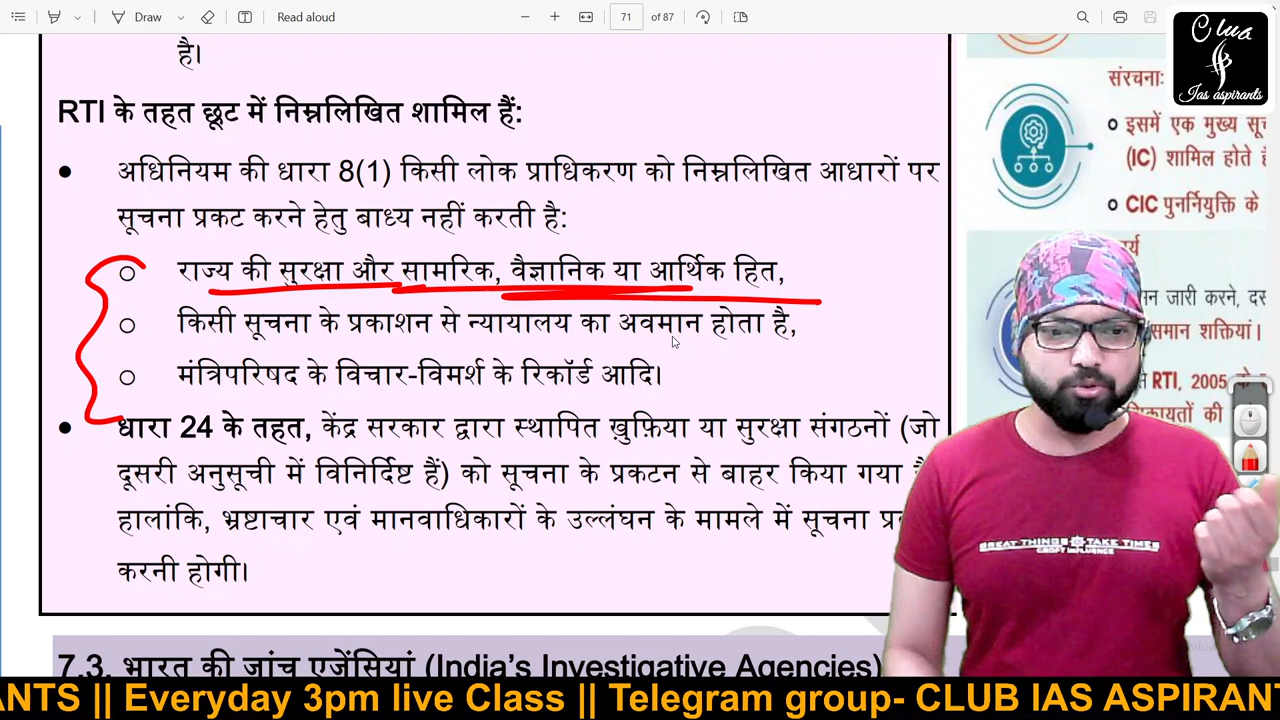 Draw
Read aloud
71
of 87
Clua
Ias aspirants
है।
RTI के तहत छूट में निम्नलिखित शामिल हैं:
अधिनियम की धारा 8(1) किसी लोक प्राधिकरण को निम्नलिखित आधारों पर
सूचना प्रकट करने हेतु बाध्य नहीं करती है:
राज्य की सुरक्षा और सामरिक, वैज्ञानिक या आर्थिक हित,
किसी सूचना के प्रकाशन से न्यायालय का अवमान होता है,
मंत्रिपरिषद के विचार-विमर्श के रिकॉर्ड आदि।
धारा 24 के तहत, केंद्र सरकार द्वारा स्थापित ख़ुफ़िया या सुरक्षा संगठनों (जो
दूसरी अनुसूची में विनिर्दिष्ट हैं) को सूचना के प्रकटन से बाहर किया गया
हालांकि, भ्रष्टाचार एवं मानवाधिकारों के उल्लंघन के मामले में सूचना
करनी होगी।
7.3. भारत की जांच एजेंसियां (India's Investigative Agencies)
संरचना:
इसमें एक मुख्य
(IC) शामिल होते
CIC पुनर्नियुक्ति के
जारी करने,
समान शक्तियां।
RTI, 2005
की
GREAT THINGS TAKE TIMES
CROFT INFLUENCE
ANTS || Everyday 3pm live Class || Telegram group- CLUB IAS ASPIRANT